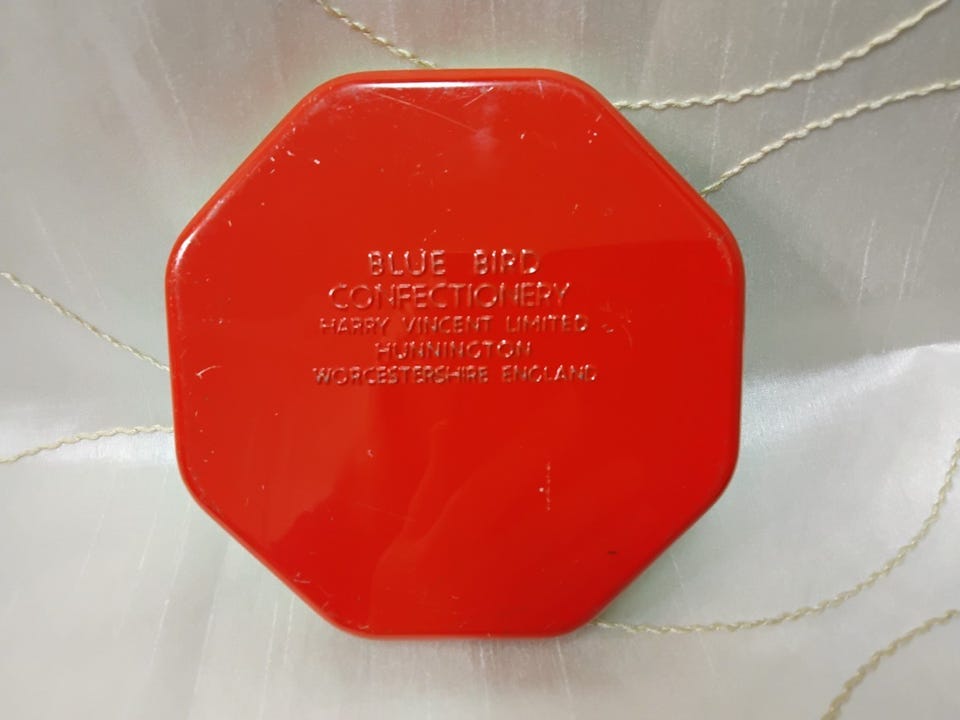 BLUE BIRD
CONFECTIONERY
HARRY VINCENT LIMITED
HUNNINGTON
WORCESTERSHIRE ENGLAND